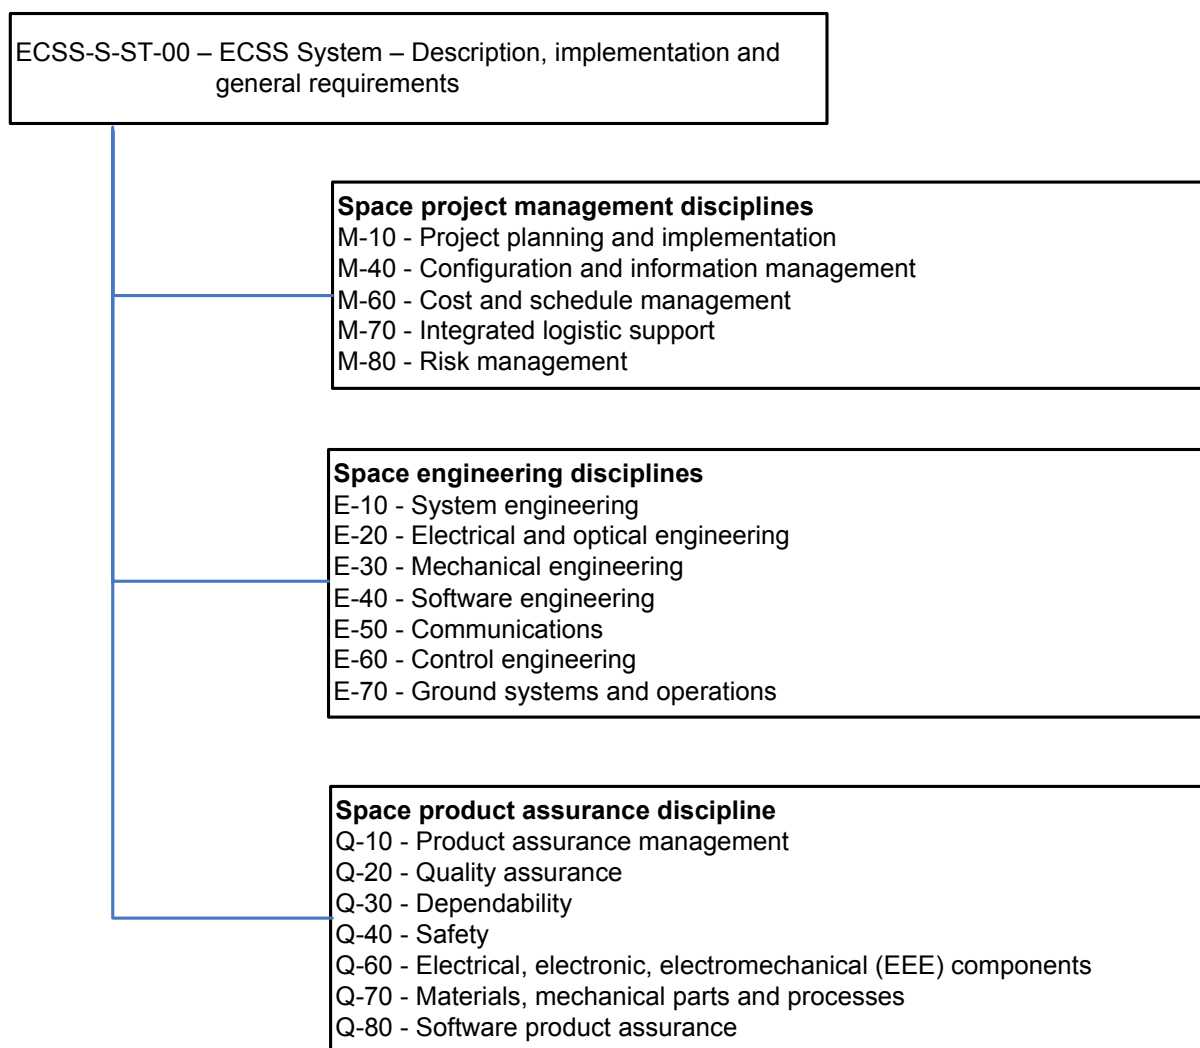 ECSS-S-ST-00 – ECSS System – Description, implementation and
general requirements
Space project management disciplines
M-10 - Project planning and implementation
M-40 - Configuration and information management
M-60 - Cost and schedule management
M-70 - Integrated logistic support
M-80 - Risk management
Space engineering disciplines
E-10 - System engineering
E-20 - Electrical and optical engineering
E-30 - Mechanical engineering
E-40 - Software engineering
E-50 - Communications
E-60 - Control engineering
E-70 - Ground systems and operations
Space product assurance discipline
Q-10 - Product assurance management
Q-20 - Quality assurance
Q-30 - Dependability
Q-40 - Safety
Q-60 - Electrical, electronic, electromechanical (EEE) components
Q-70 - Materials, mechanical parts and processes
Q-80 - Software product assurance